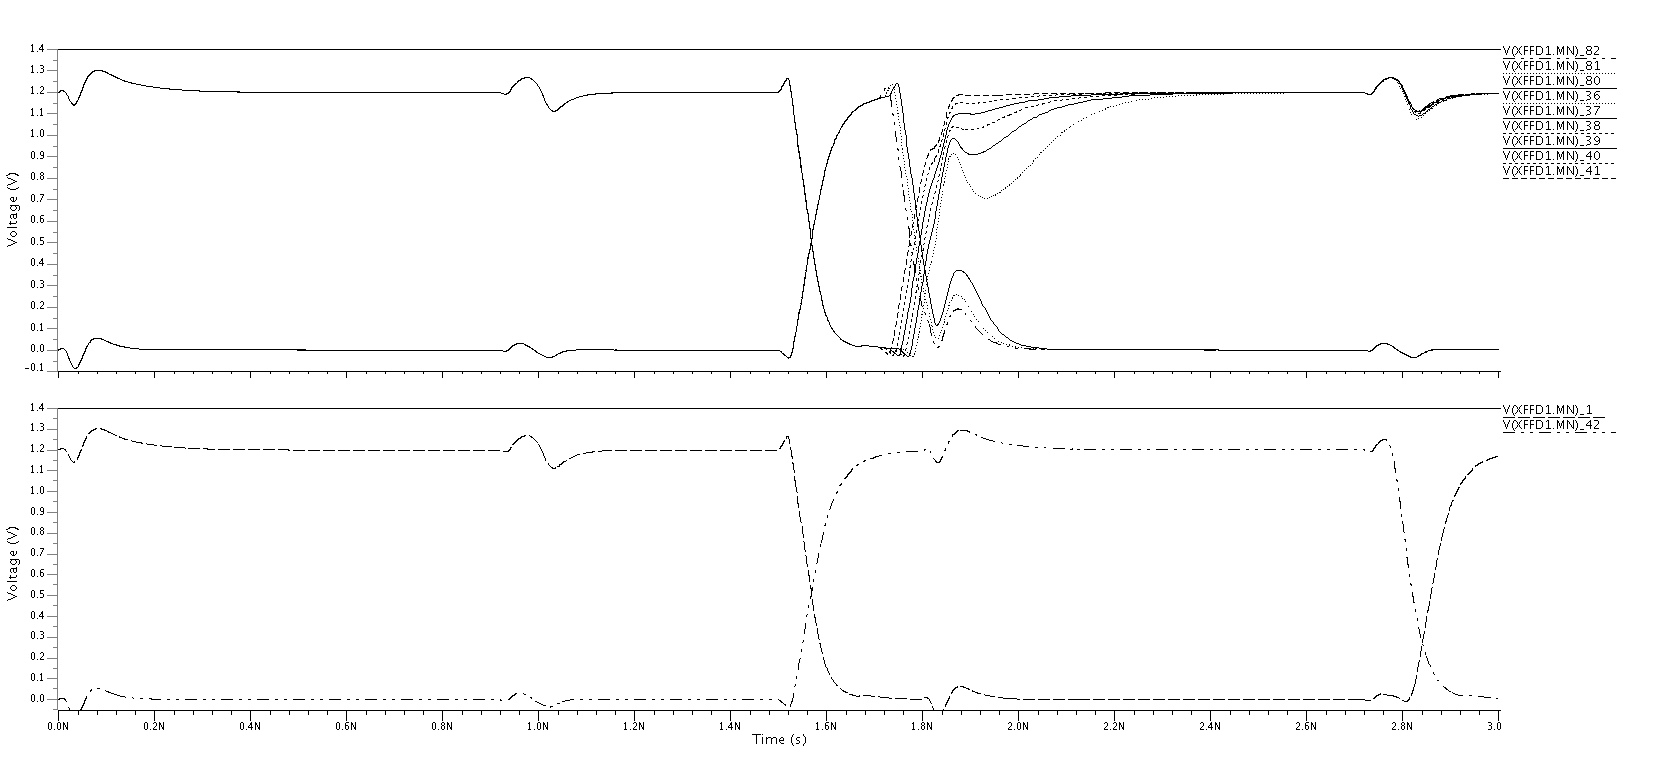 1.4
1.3
1.2
1.1
1.0
0.9
0.8
0.7
0.6
0.5
0.4
0.3
0.2
0.1
0.0
-0.1
Voltage (V)
V(XFFD1.MN)_82
V(XFFD1.MN)_81
V(XFFD1.MN)_80
V(XFFD1.MN)_36
V(XFFD1.MN)_37
V(XFFD1.MN)_38
V(XFFD1.MN)_39
V(XFFD1.MN)_40
V(XFFD1.MN)_41
1.4
1.3
1.2
1.1
1.0
0.9
0.8
0.7
0.6
0.5
0.4
0.3
0.2
0.1
0.0
Voltage (V)
V(XFFD1.MN)_1
V(XFFD1.MN)_42
0.0N 0.2N 0.4N 0.6N 0.8N 1.0N 1.2N 1.4N 1.6N 1.8N 2.0N 2.2N 2.4N 2.6N 2.8N 3.0
Time (s)